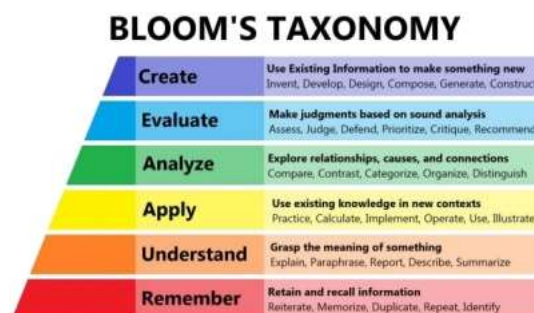 BLOOM'S TAXONOMY
Create
Use Existing Information to make something new
Invent, Develop, Design, Compose, Generate, Construct
Evaluate
Make judgments based on sound analysis
Assess, Judge, Defend, Prioritize, Critique, Recommend
Analyze
Explore relationships, causes, and connections
Compare, Contrast, Categorize, Organize, Distinguish
Apply
Use existing knowledge in new contexts
Practice, Calculate, Implement, Operate, Use, Illustrate
Understand
Grasp the meaning of something
Explain, Paraphrase, Report, Describe, Summarize
Remember
Retain and recall information
Reiterate, Memorize, Duplicate, Repeat, Identify